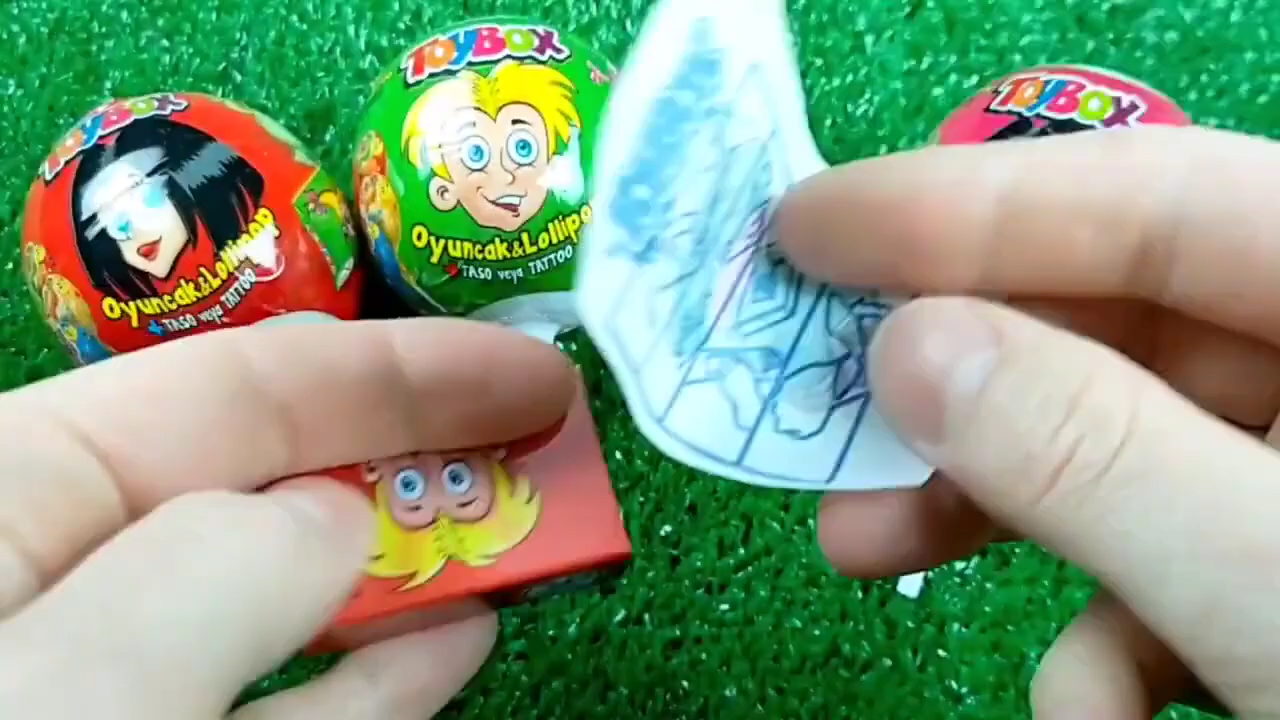 TOYBOX
Oyuncak&Lollipop
+ TASO veya TATTOO
TOYBOX
Oyuncak&Lollipo
+ TASO veya TATTOO
TOYBOX